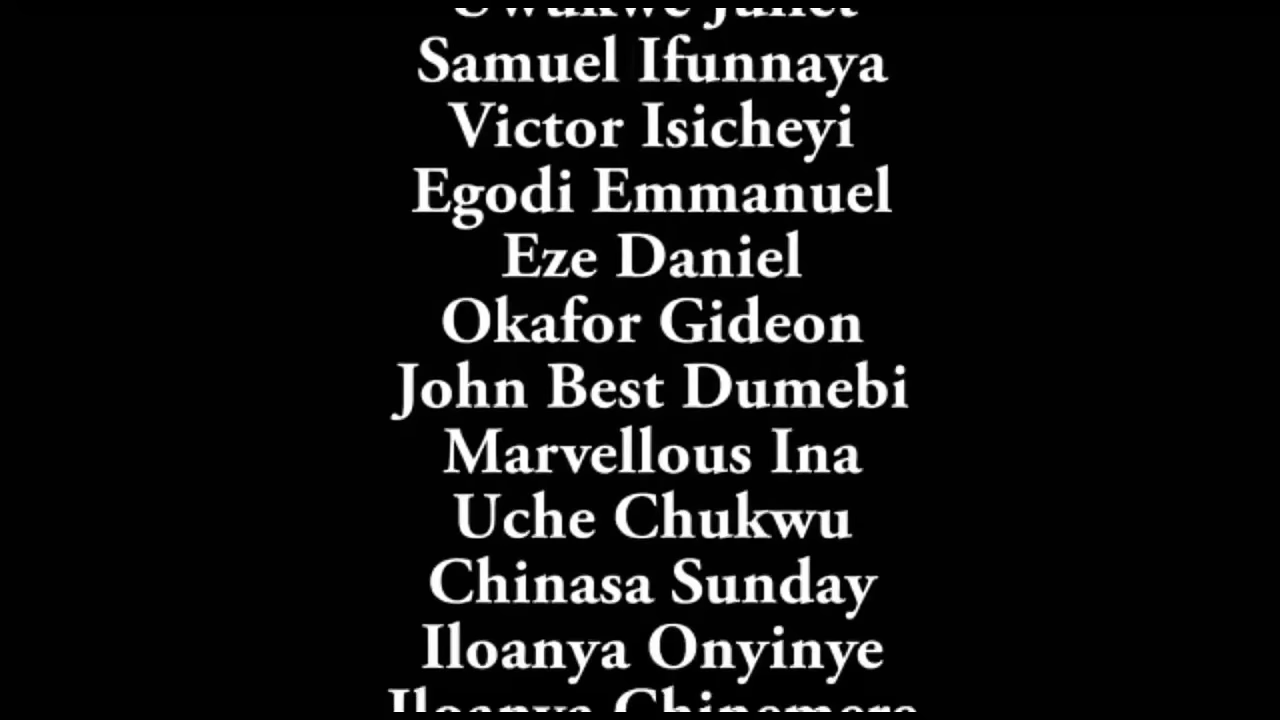 Samuel Ifunnaya
Victor Isicheyi
Egodi Emmanuel
Eze Daniel
Okafor Gideon
John Best Dumebi
Marvellous Ina
Uche Chukwu
Chinasa Sunday
Iloanya Onyinye
Iloanya